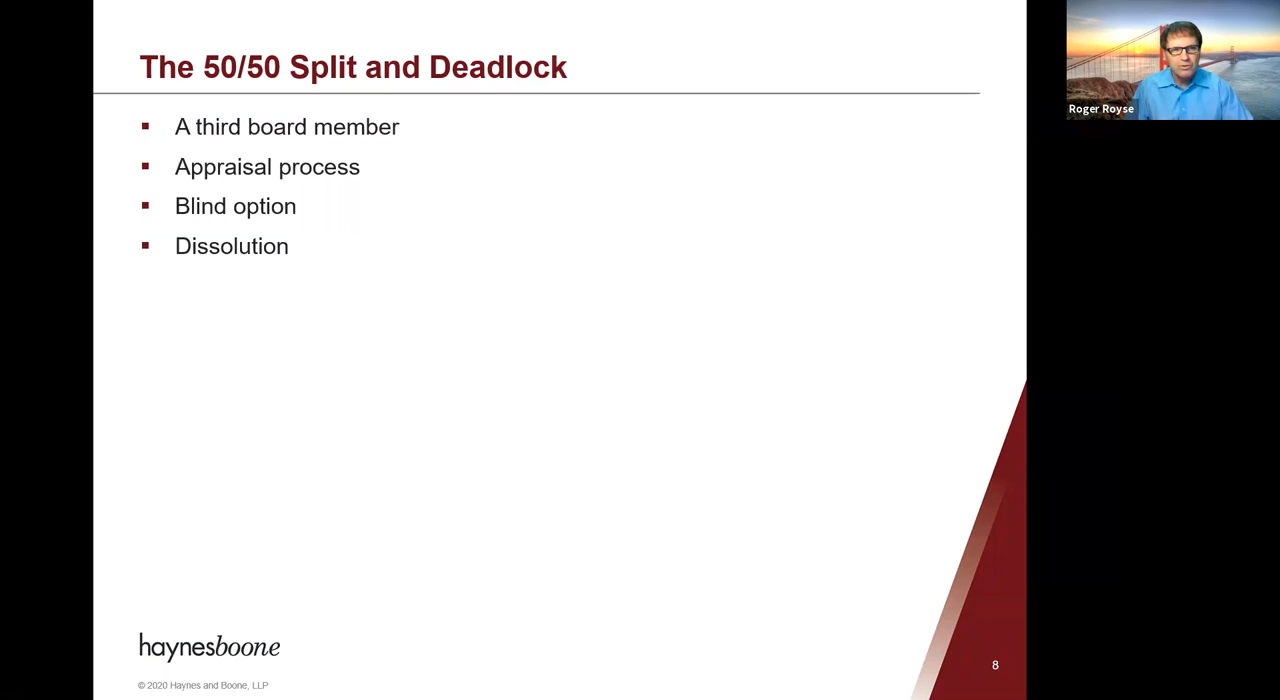 The 50/50 Split and Deadlock
▪ A third board member
▪ Appraisal process
▪ Blind option
▪ Dissolution
haynesboone
© 2020 Haynes and Boone, LLP
8
Roger Royse